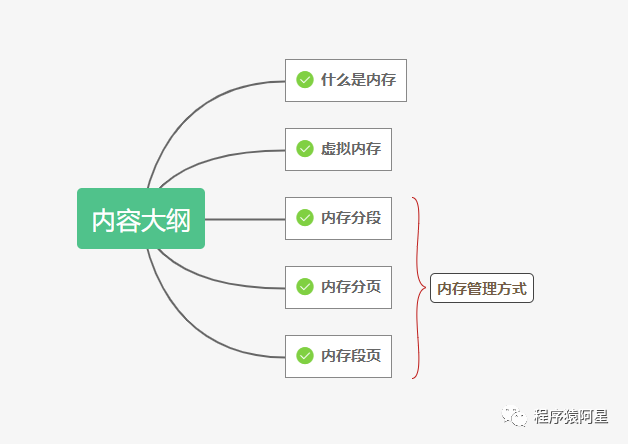 什么是内存
虚拟内存
内容大纲
内存分段
内存分页
内存管理方式
内存段页
程序猿阿星